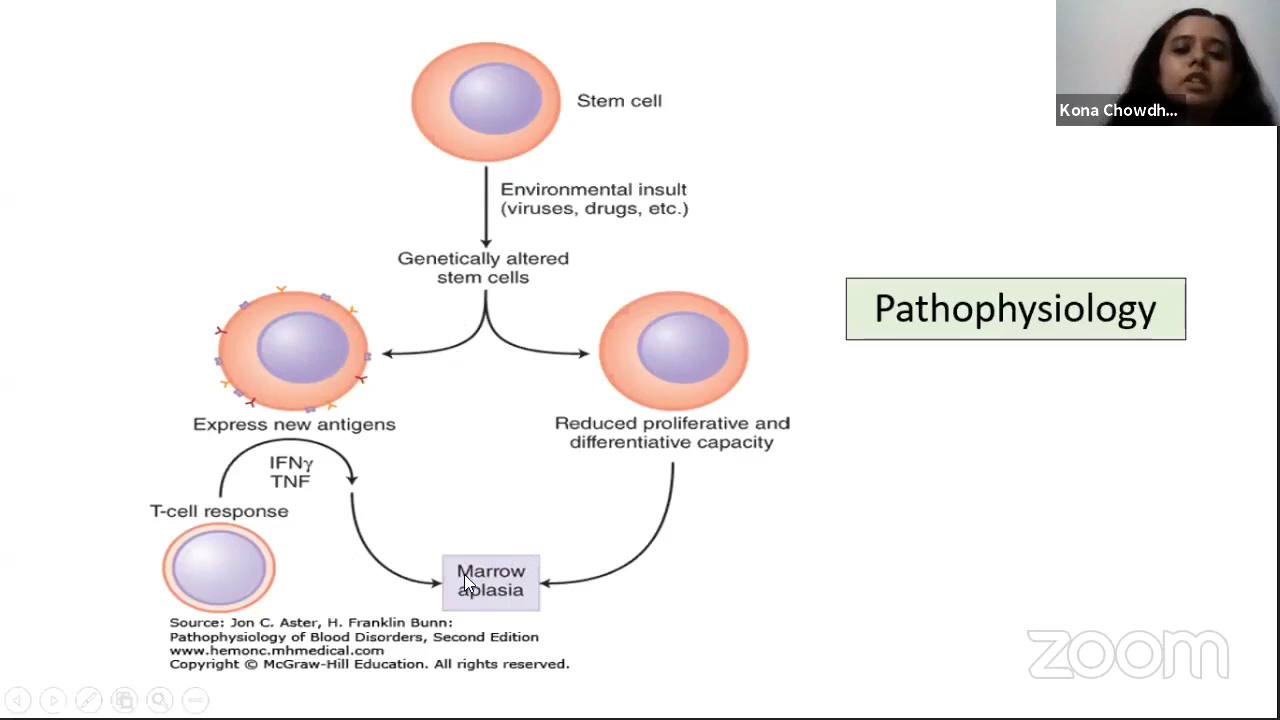 Stem cell
Kona Chowdh...
Environmental insult
(viruses, drugs, etc.)
Genetically altered
stem cells
Pathophysiology
Express new antigens
Reduced proliferative and
differentiative capacity
IFNγ
TNF
T-cell response
Marrow
aplasia
Source: Jon C. Aster, H. Franklin Bunn:
Pathophysiology of Blood Disorders, Second Edition
www.hemonc.mhmedical.com
Copyright © McGraw-Hill Education. All rights reserved.
zoom